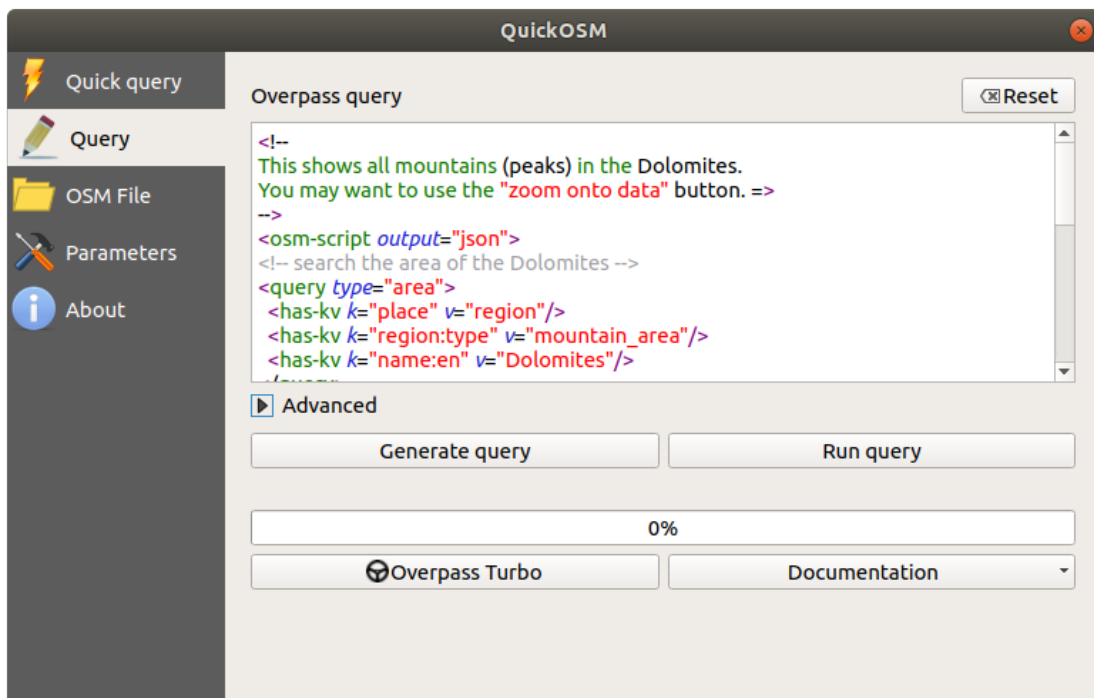 QuickOSM
Quick query
Query
OSM File
Parameters
About
Overpass query
Reset
<!--
This shows all mountains (peaks) in the Dolomites.
You may want to use the "zoom onto data" button. =>
-->
<osm-script output="json">
<!-- search the area of the Dolomites -->
<query type="area">
<has-kv k="place" v="region"/>
<has-kv k="region:type" v="mountain_area"/>
<has-kv k="name:en" v="Dolomites"/>
Advanced
Generate query
Run query
0%
Overpass Turbo
Documentation